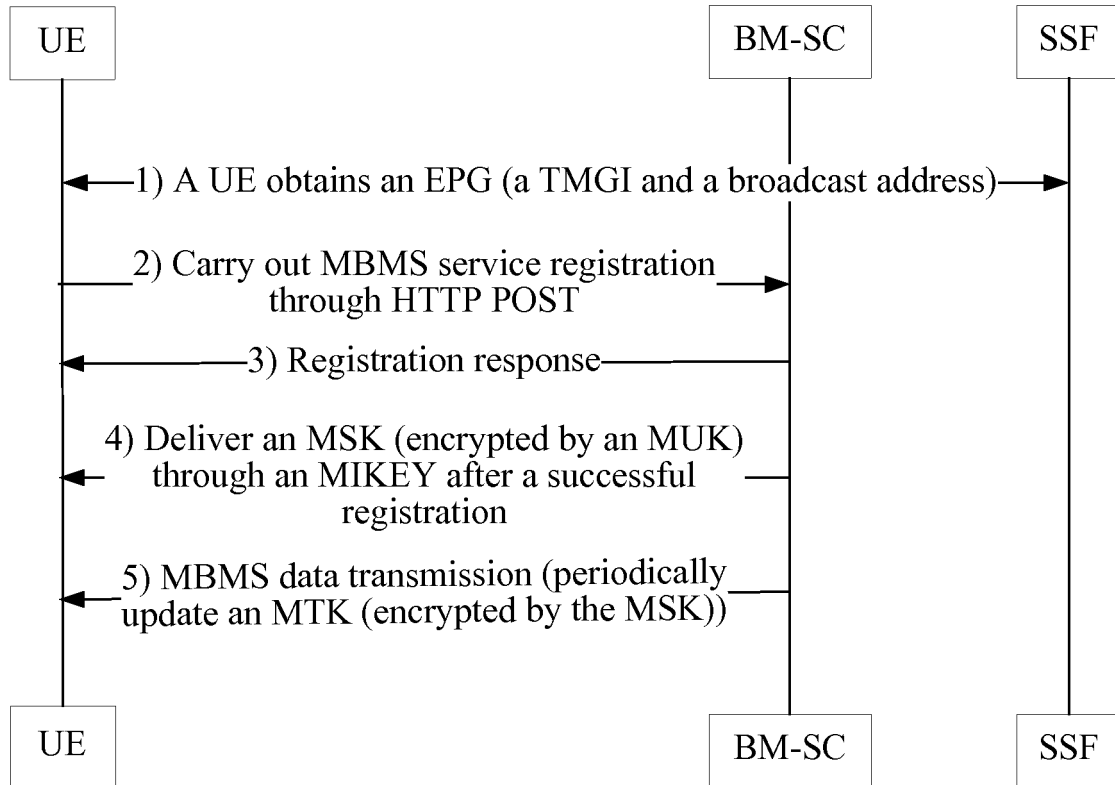 UE
BM-SC
SSF
1) A UE obtains an EPG (a TMGI and a broadcast address)
2) Carry out MBMS service registration
through HTTP POST
3) Registration response
4) Deliver an MSK (encrypted by an MUK)
through an MIKEY after a successful
registration
5) MBMS data transmission (periodically
update an MTK (encrypted by the MSK))
UE
BM-SC
SSF